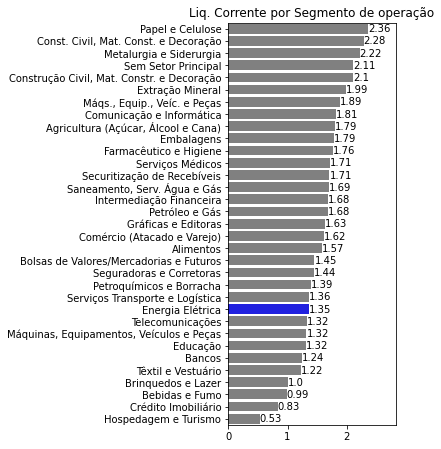 Liq. Corrente por Segmento de operação
Papel e Celulose 2.36
Const. Civil, Mat. Const. e Decoração 2.28
Metalurgia e Siderurgia 2.22
Sem Setor Principal 2.11
Construção Civil, Mat. Constr. e Decoração 2.1
Extração Mineral 1.99
Máqs., Equip., Veíc. e Peças 1.89
Comunicação e Informática 1.81
Agricultura (Açúcar, Álcool e Cana) 1.79
Embalagens 1.79
Farmacêutico e Higiene 1.76
Serviços Médicos 1.71
Securitização de Recebíveis 1.71
Saneamento, Serv. Água e Gás 1.69
Intermediação Financeira 1.68
Petróleo e Gás 1.68
Gráficas e Editoras 1.63
Comércio (Atacado e Varejo) 1.62
Alimentos 1.57
Bolsas de Valores/Mercadorias e Futuros 1.45
Seguradoras e Corretoras 1.44
Petroquímicos e Borracha 1.39
Serviços Transporte e Logística 1.36
Energia Elétrica 1.35
Telecomunicações 1.32
Máquinas, Equipamentos, Veículos e Peças 1.32
Educação 1.32
Bancos 1.24
Têxtil e Vestuário 1.22
Brinquedos e Lazer 1.0
Bebidas e Fumo 0.99
Crédito Imobiliário 0.83
Hospedagem e Turismo 0.53
0 1 2